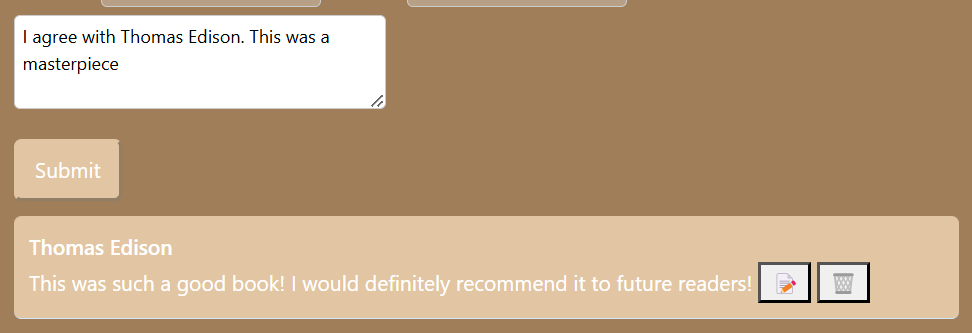 I agree with Thomas Edison. This was a
masterpiece
Submit
Thomas Edison
This was such a good book! I would definitely recommend it to future readers!